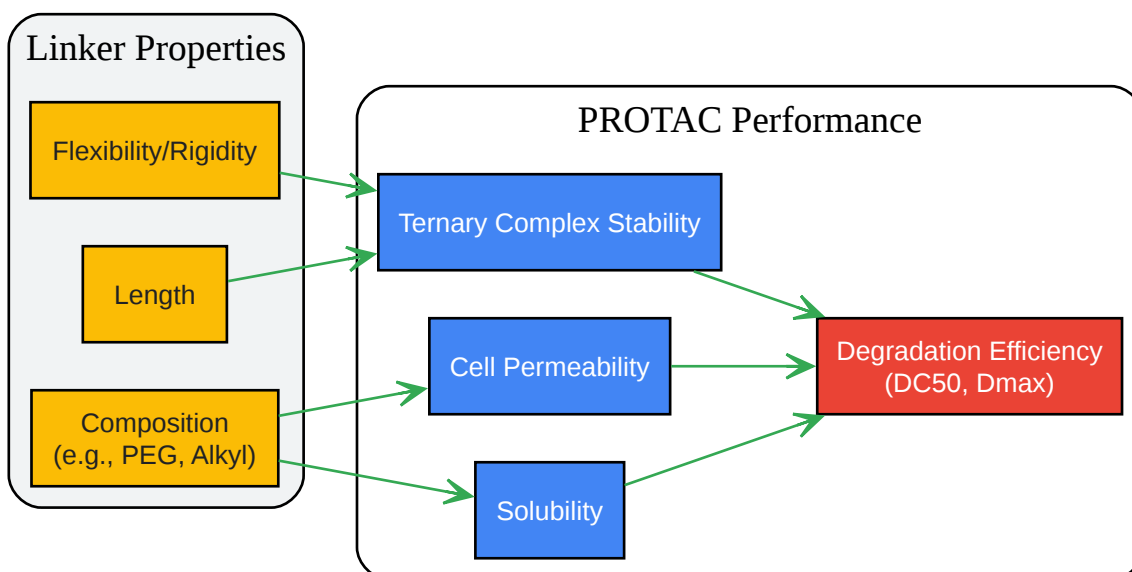 Linker Properties
Flexibility/Rigidity
Length
Composition
(e.g., PEG, Alkyl)
PROTAC Performance
Ternary Complex Stability
Cell Permeability
Solubility
Degradation Efficiency
(DC50, Dmax)